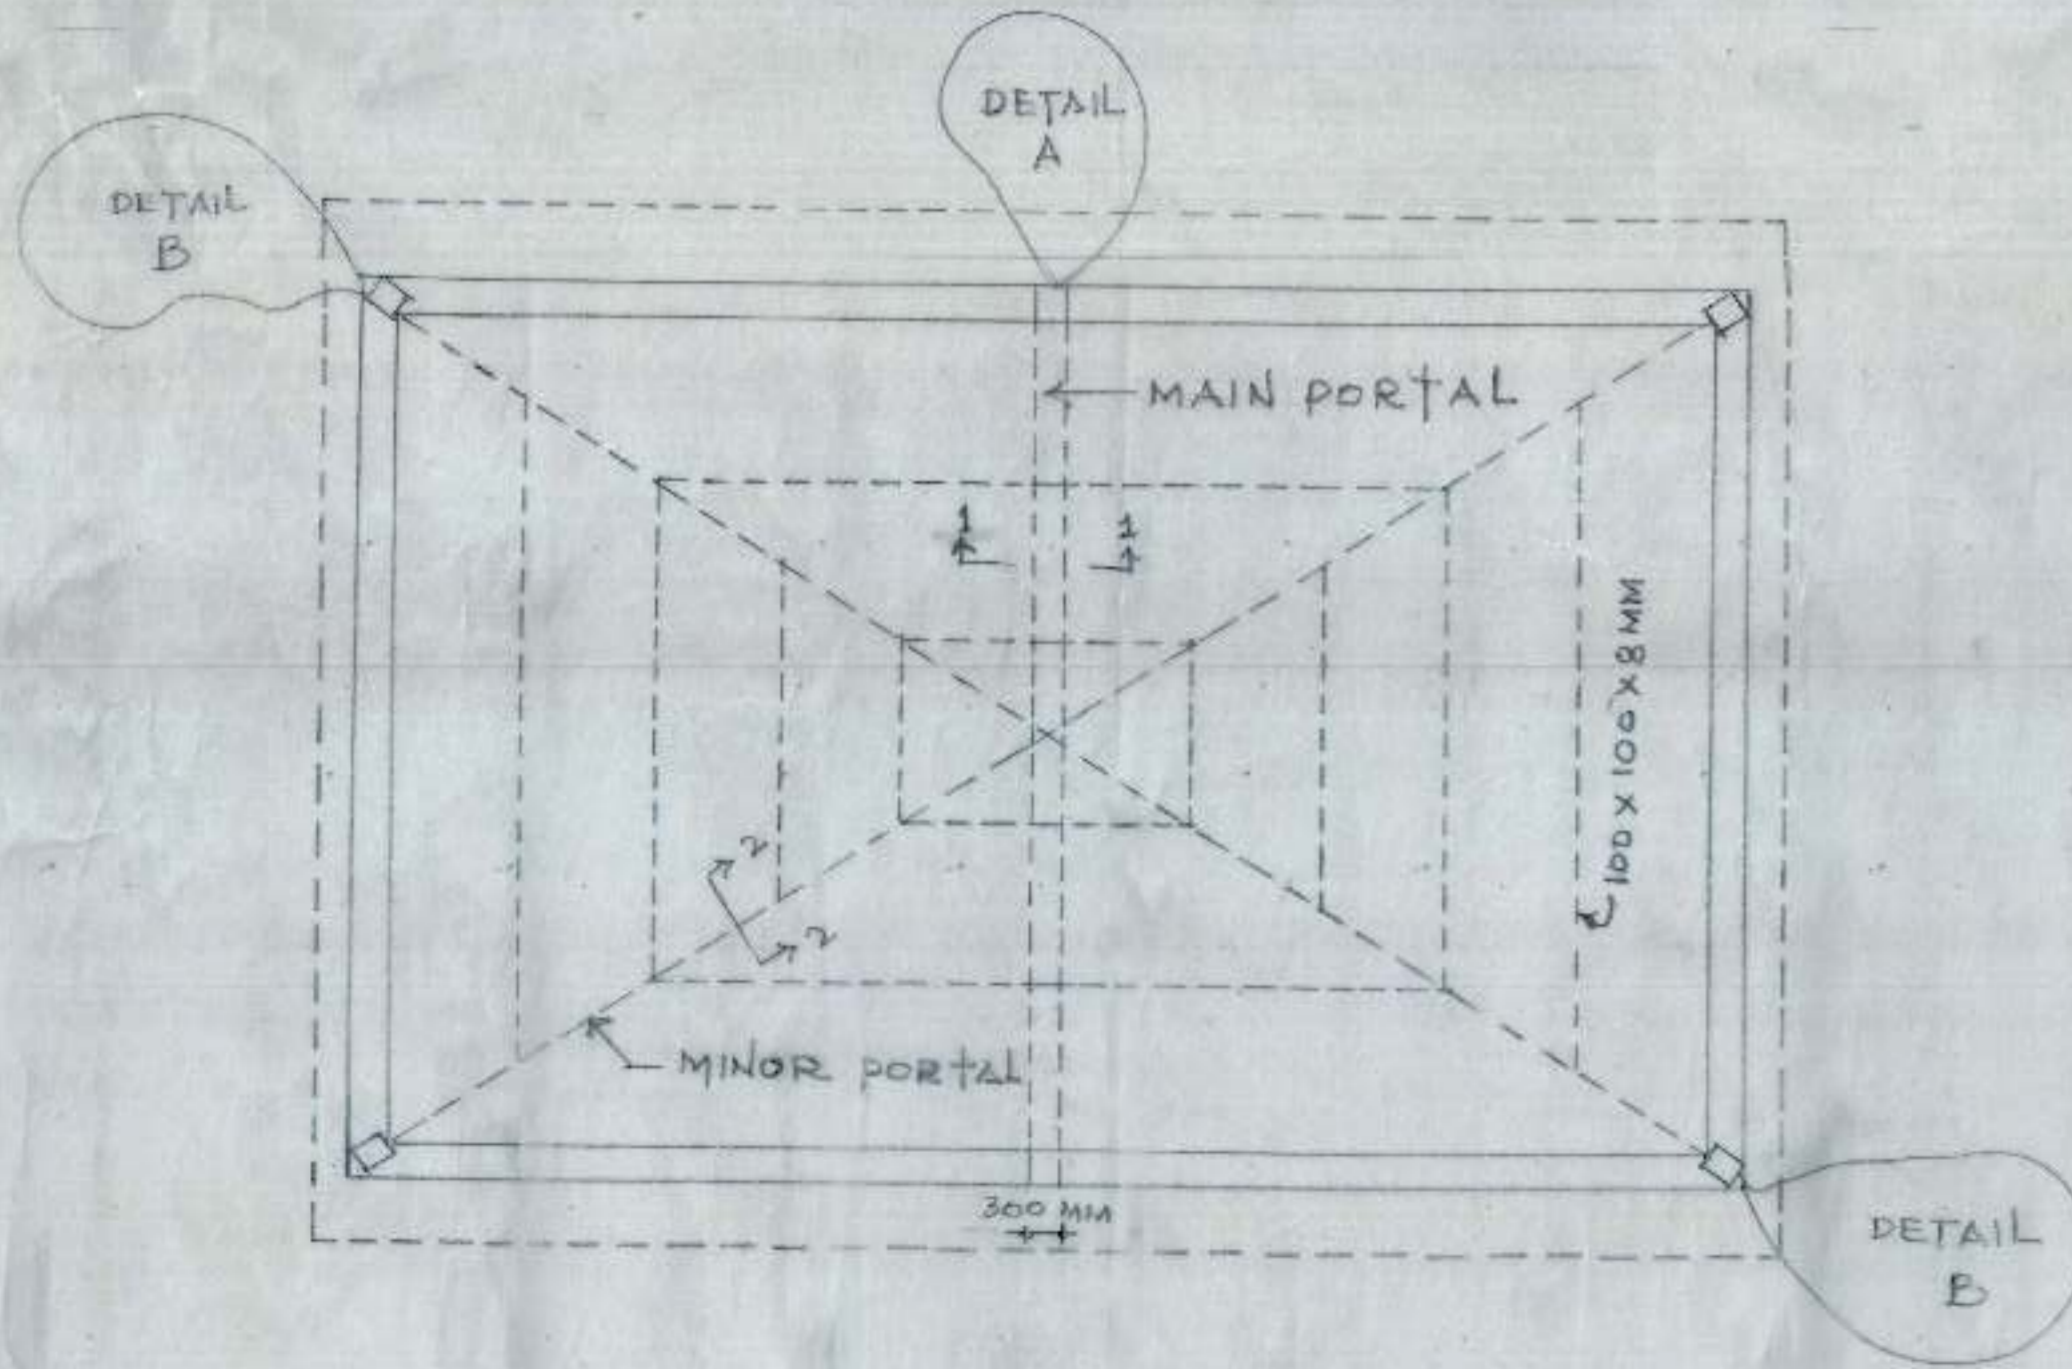 DETAIL
A
DETAIL
B
MAIN PORTAL
1 1
100 X 100 X 8 MM
2
2
MINOR PORTAL
300 MM
DETAIL
B